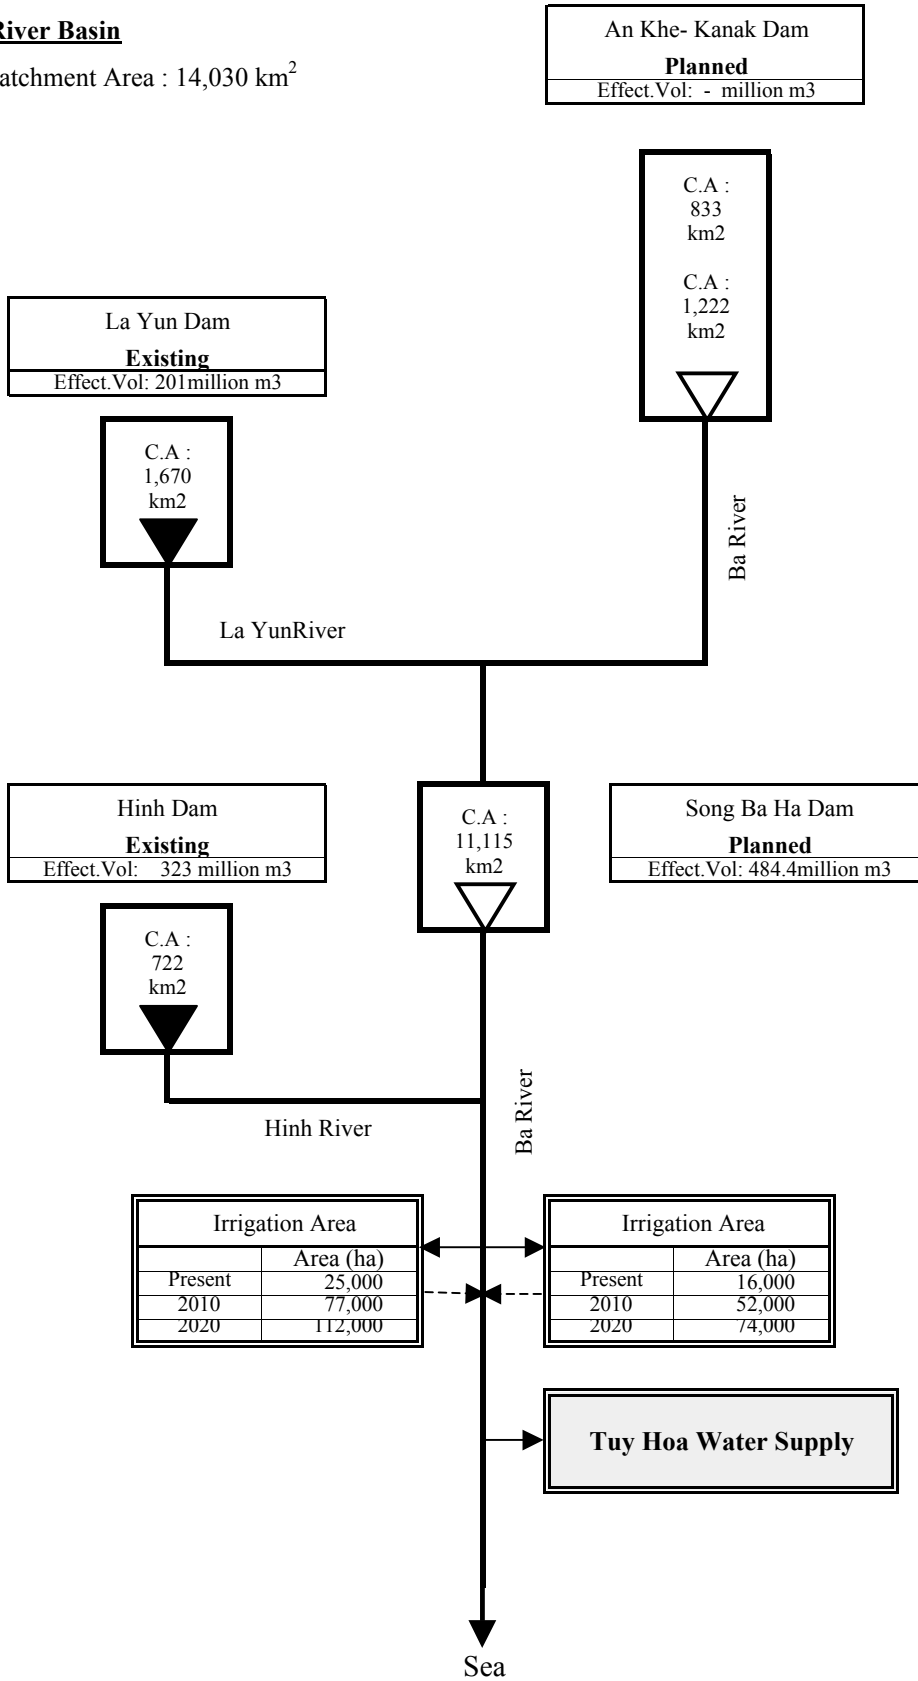 River Basin
atchment Area : 14,030 km2
An Khe- Kanak Dam
Planned
Effect.Vol: - million m3
C.A :
833
km2
C.A :
1,222
km2
La Yun Dam
Existing
Effect.Vol: 201million m3
C.A :
1,670
km2
Ba River
La YunRiver
Hinh Dam
Existing
Effect.Vol: 323 million m3
C.A :
11,115
km2
Song Ba Ha Dam
Planned
Effect.Vol: 484.4million m3
C.A :
722
km2
Ba River
Hinh River
Irrigation Area
Area (ha)
Present 25,000
2010 77,000
2020 112,000
Irrigation Area
Area (ha)
Present 16,000
2010 52,000
2020 74,000
Tuy Hoa Water Supply
Sea